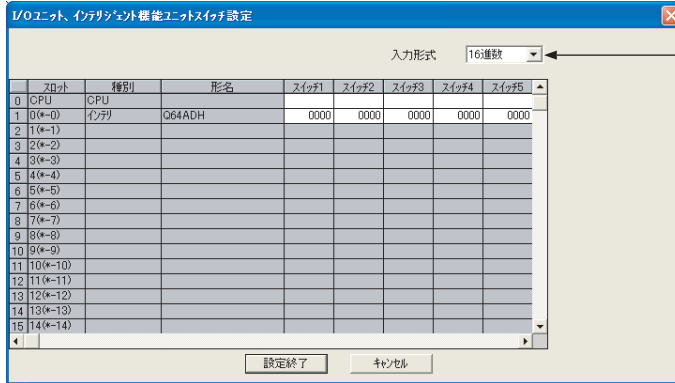 I/Oユニット、インテリジェント機能ユニットスイッチ設定
入力形式 16進数
スロット 種別 形名 スイッチ1 スイッチ2 スイッチ3 スイッチ4 スイッチ5
0 CPU CPU
1 0(*-0) インテリ Q64ADH 0000 0000 0000 0000 0000
2 1(*-1)
3 2(*-2)
4 3(*-3)
5 4(*-4)
6 5(*-5)
7 6(*-6)
8 7(*-7)
9 8(*-8)
10 9(*-9)
11 10(*-10)
12 11(*-11)
13 12(*-12)
14 13(*-13)
15 14(*-14)
設定終了 キャンセル